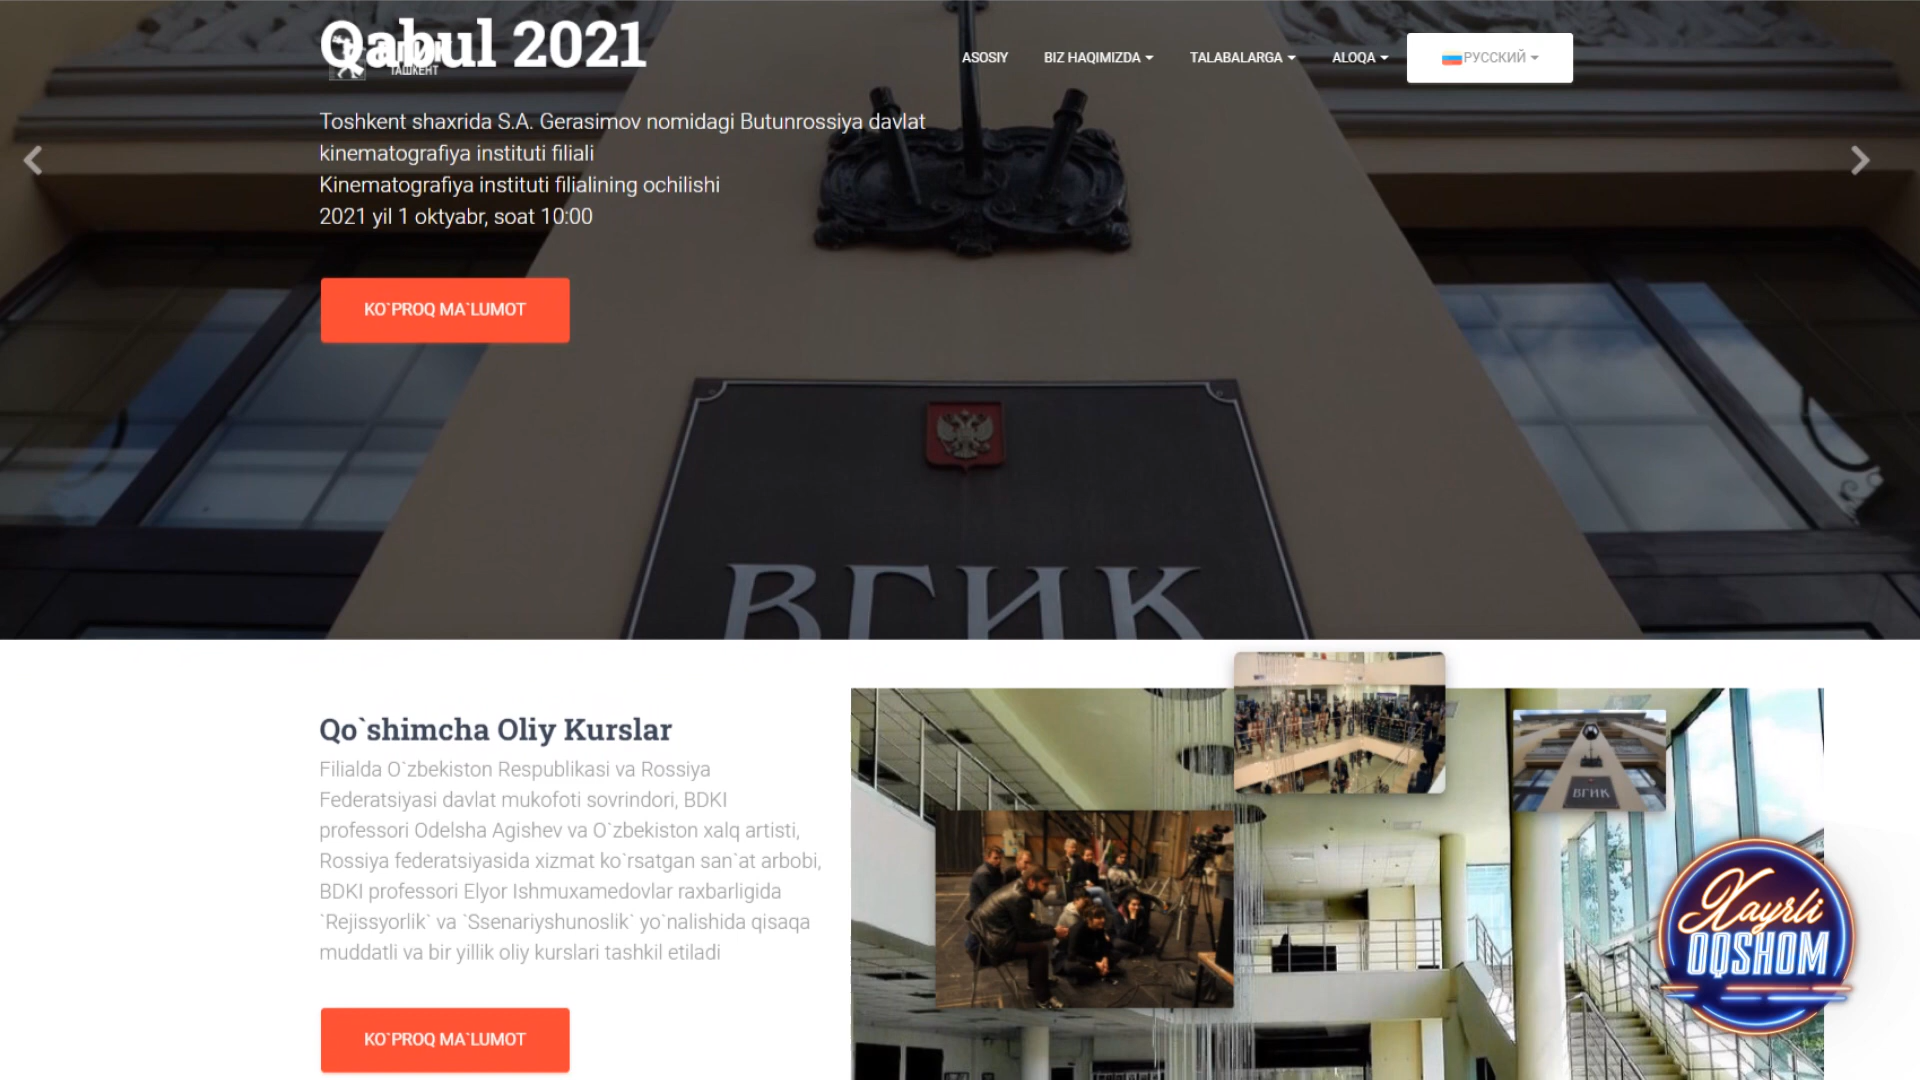 Qabul 2021
ТАШКЕНТ
ASOSIY
BIZ HAQIMIZDA
TALABALARGA
ALOQA
РУССКИЙ
Toshkent shaxrida S.A. Gerasimov nomidagi Butunrossiya davlat
kinematografiya instituti filiali
Kinematografiya instituti filialining ochilishi
2021 yil 1 oktyabr, soat 10:00
KO`PROQ MA`LUMOT
ВГИК
Qo`shimcha Oliy Kurslar
Filialda O`zbekiston Respublikasi va Rossiya
Federatsiyasi davlat mukofoti sovrindori, BDKI
professori Odelsha Agishev va O`zbekiston xalq artisti,
Rossiya federatsiyasida xizmat ko`rsatgan san`at arbobi,
BDKI professori Elyor Ishmuxamedovlar raxbarligida
`Rejissyorlik` va `Ssenariyshunoslik` yo`nalishida qisaqa
muddatli va bir yillik oliy kurslari tashkil etiladi
KO`PROQ MA`LUMOT
ВГИК
Xayrli
OQSHOM